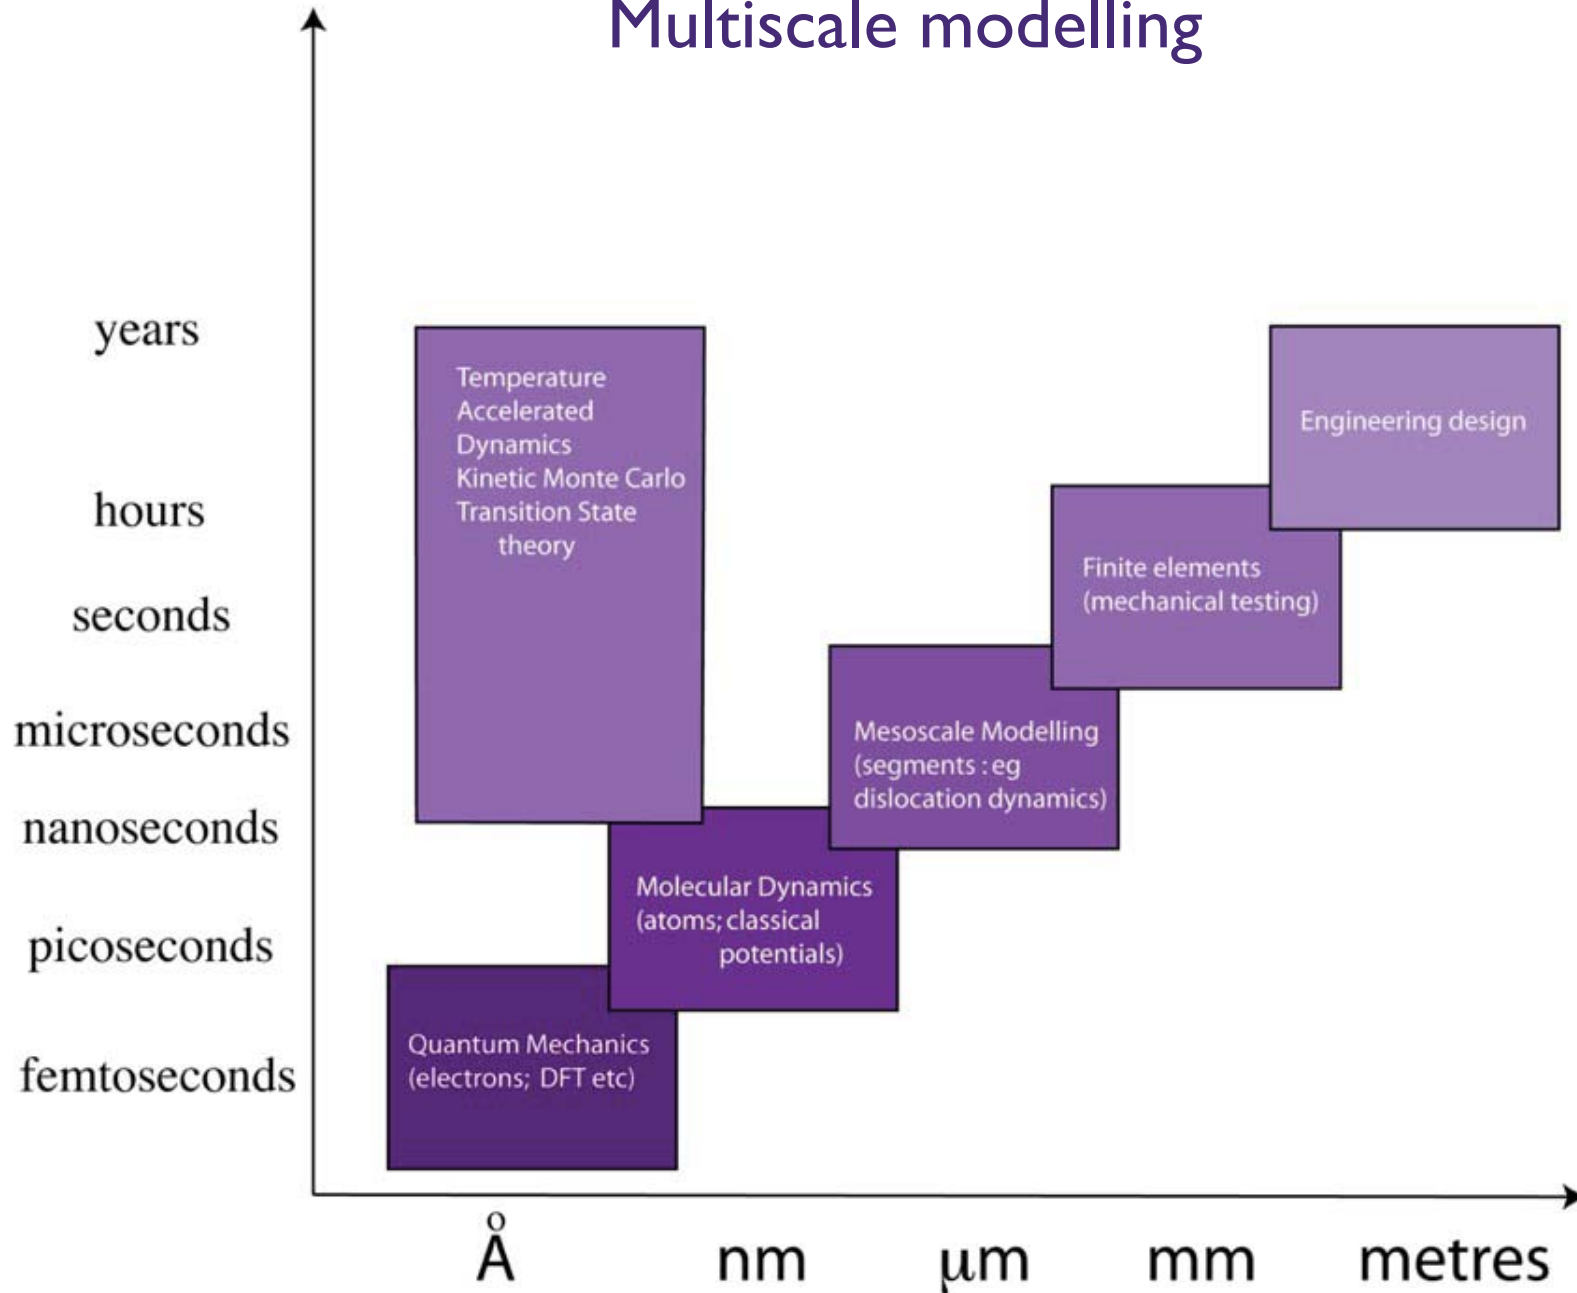 Multiscale modelling
years
hours
seconds
microseconds
nanoseconds
picoseconds
femtoseconds
Temperature
Accelerated
Dynamics
Kinetic Monte Carlo
Transition State
theory
Engineering design
Finite elements
(mechanical testing)
Mesoscale Modelling
(segments : eg
dislocation dynamics)
Molecular Dynamics
(atoms; classical
potentials)
Quantum Mechanics
(electrons; DFT etc)
Å nm μm mm metres